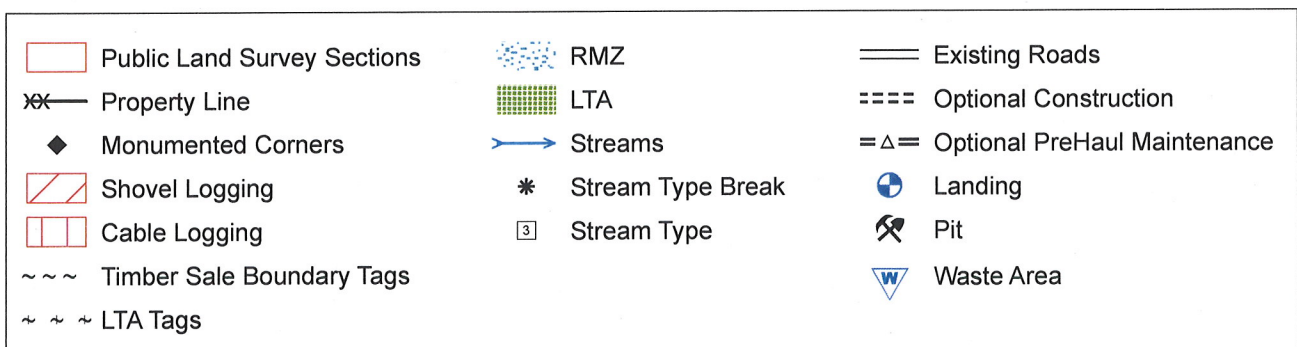 Public Land Survey Sections
Property Line
Monumented Corners
Shovel Logging
Cable Logging
Timber Sale Boundary Tags
LTA Tags
RMZ
LTA
Streams
Stream Type Break
3 Stream Type
Existing Roads
Optional Construction
Optional PreHaul Maintenance
Landing
Pit
W Waste Area